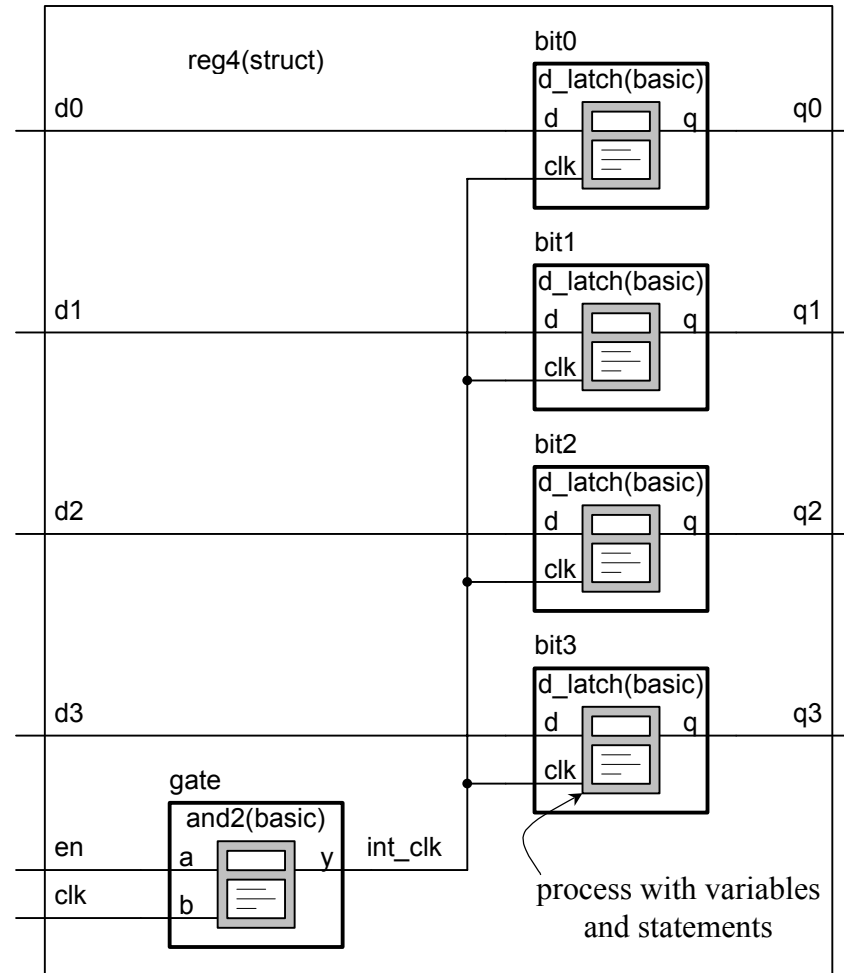 reg4(struct)
bit0
d_latch(basic)
d0
d
q
q0
clk
bit1
d_latch(basic)
d1
d
q
q1
clk
bit2
d_latch(basic)
d2
d
q
q2
clk
bit3
d_latch(basic)
d3
d
q
q3
clk
gate
and2(basic)
en
a
y
int_clk
clk
b
process with variables
and statements